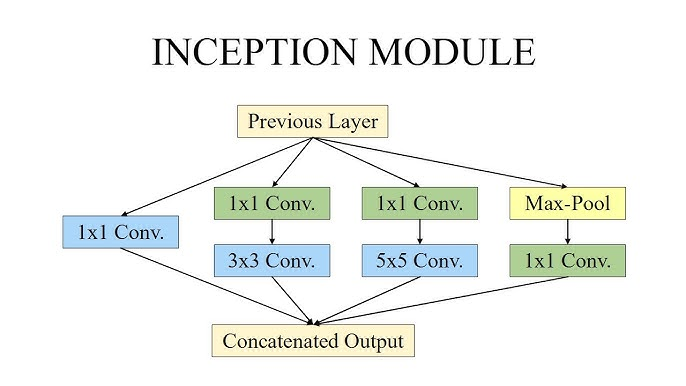 INCEPTION MODULE
Previous Layer
1x1 Conv.
1x1 Conv.
1x1 Conv.
Max-Pool
3x3 Conv.
5x5 Conv.
1x1 Conv.
Concatenated Output